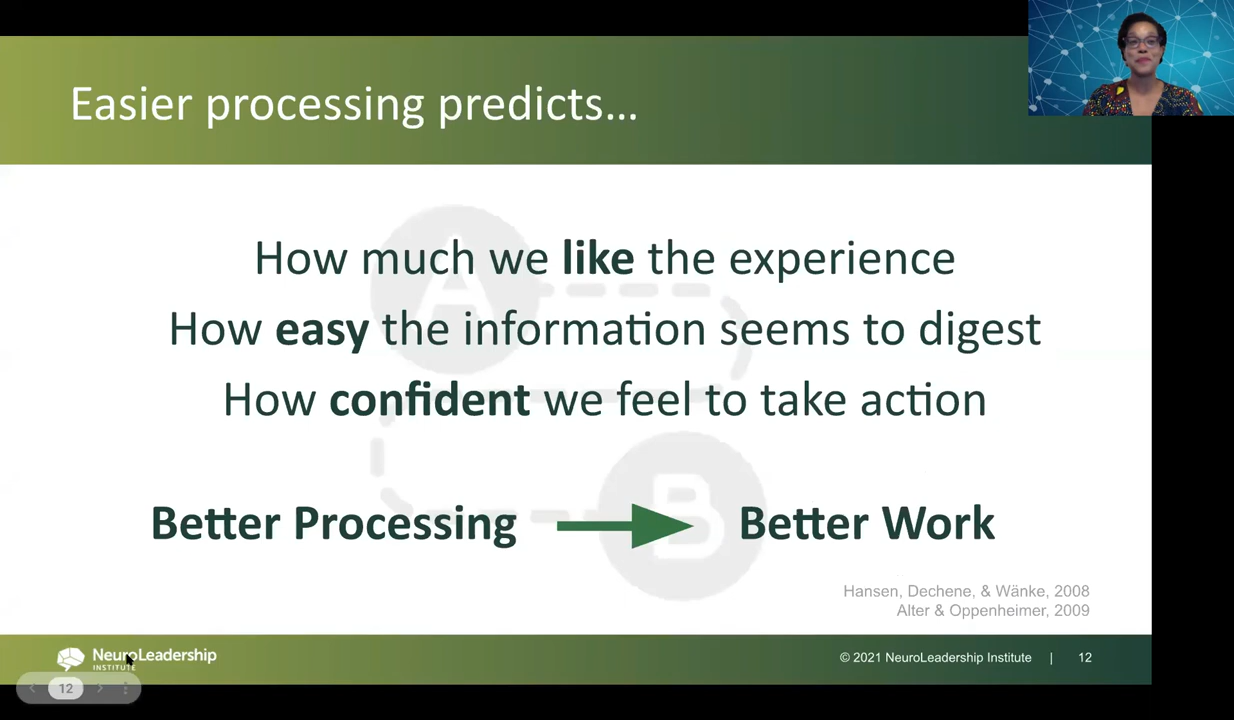 Easier processing predicts...
How much we like the experience
How easy the information seems to digest
How confident we feel to take action
A
B
Better Processing
Better Work
Hansen, Dechene, & Wänke, 2008
Alter & Oppenheimer, 2009
NeuroLeadership
INSTITUTE
© 2021 NeuroLeadership Institute | 12
12